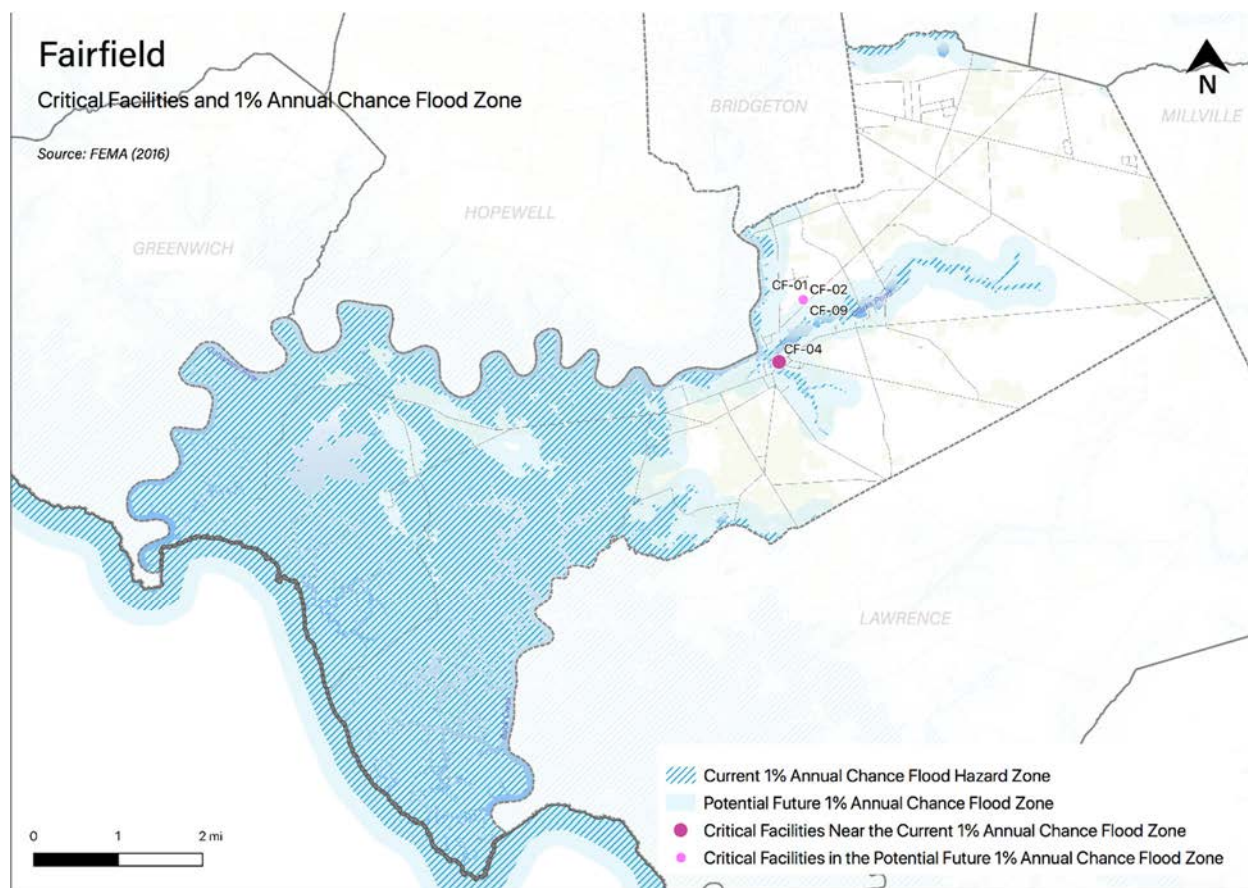 Fairfield
Critical Facilities and 1% Annual Chance Flood Zone
Source: FEMA (2016)
N
BRIDGETON
MILLVILLE
HOPEWELL
GREENWICH
CF-01
CF-02
CF-09
CF-04
LAWRENCE
Current 1% Annual Chance Flood Hazard Zone
Potential Future 1% Annual Chance Flood Zone
Critical Facilities Near the Current 1% Annual Chance Flood Zone
Critical Facilities in the Potential Future 1% Annual Chance Flood Zone
0 1 2 mi